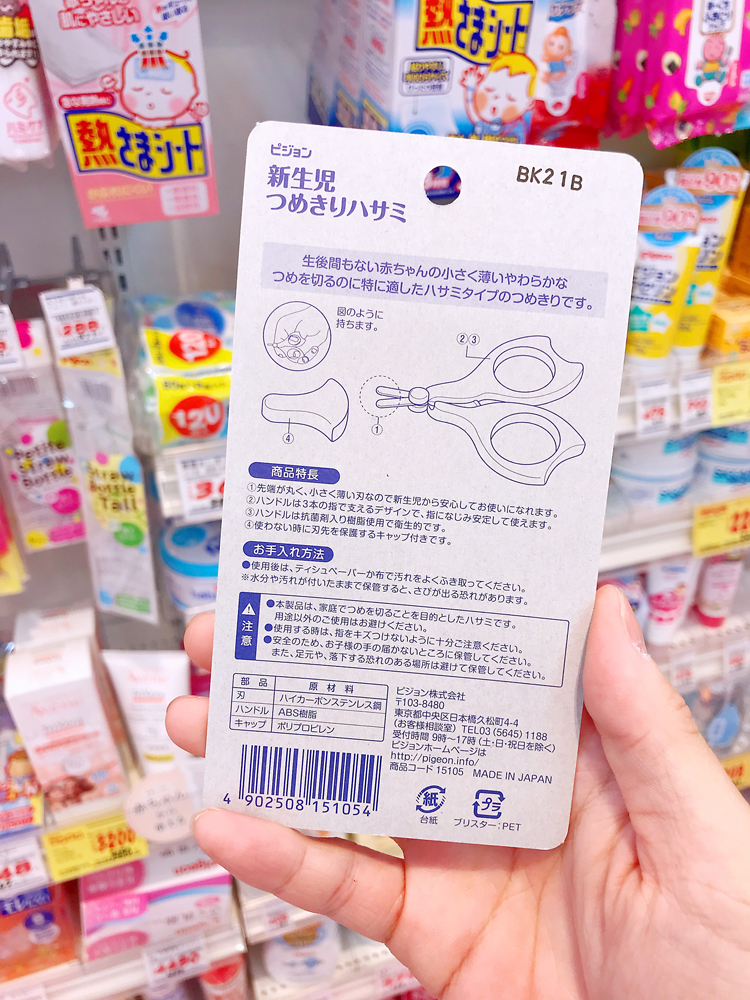 熱さまシート
熱さまシート
ピジョン
BK21B
新生児
つめきりハサミ
生後間もない赤ちゃんの小さく薄いやわらかな
つめを切るのに特に適したハサミタイプのつめきりです。
図のように
持ちます。
②③
④
①
商品特長
①先端が丸く、小さく薄い刃なので新生児から安心してお使いになれます。
②ハンドルは3本の指で支えるデザインで、指になじみ安定して使えます。
③ハンドルは抗菌剤入り樹脂使用で衛生的です。
④使わない時に刃先を保護するキャップ付きです。
お手入れ方法
●使用後は、ティシュペーパーか布で汚れをよくふき取ってください。
※水分や汚れが付いたままで保管すると、さびが出る恐れがあります。
注意
●本製品は、家庭でつめを切ることを目的としたハサミです。
用途以外のご使用はお避けください。
●使用する時は、指をキズつけないように十分ご注意ください。
●安全のため、お子様の手の届かないところに保管してください。
また、足元や、落下する恐れのある場所は避けて保管してください。
部品 原材料
刃 ハイカーボンステンレス鋼
ハンドル ABS樹脂
キャップ ポリプロピレン
ピジョン株式会社
〒103-8480
東京都中央区日本橋久松町4-4
(お客様相談室) TEL03(5645)1188
受付時間 9時〜17時(土・日・祝日を除く)
ピジョンホームページは
http://pigeon.info/
商品コード 15105 MADE IN JAPAN
4 902508 151054
紙
台紙
プラ
ブリスター:PET
Petite
Straw
Bottle
Straw
Bottle
Tall